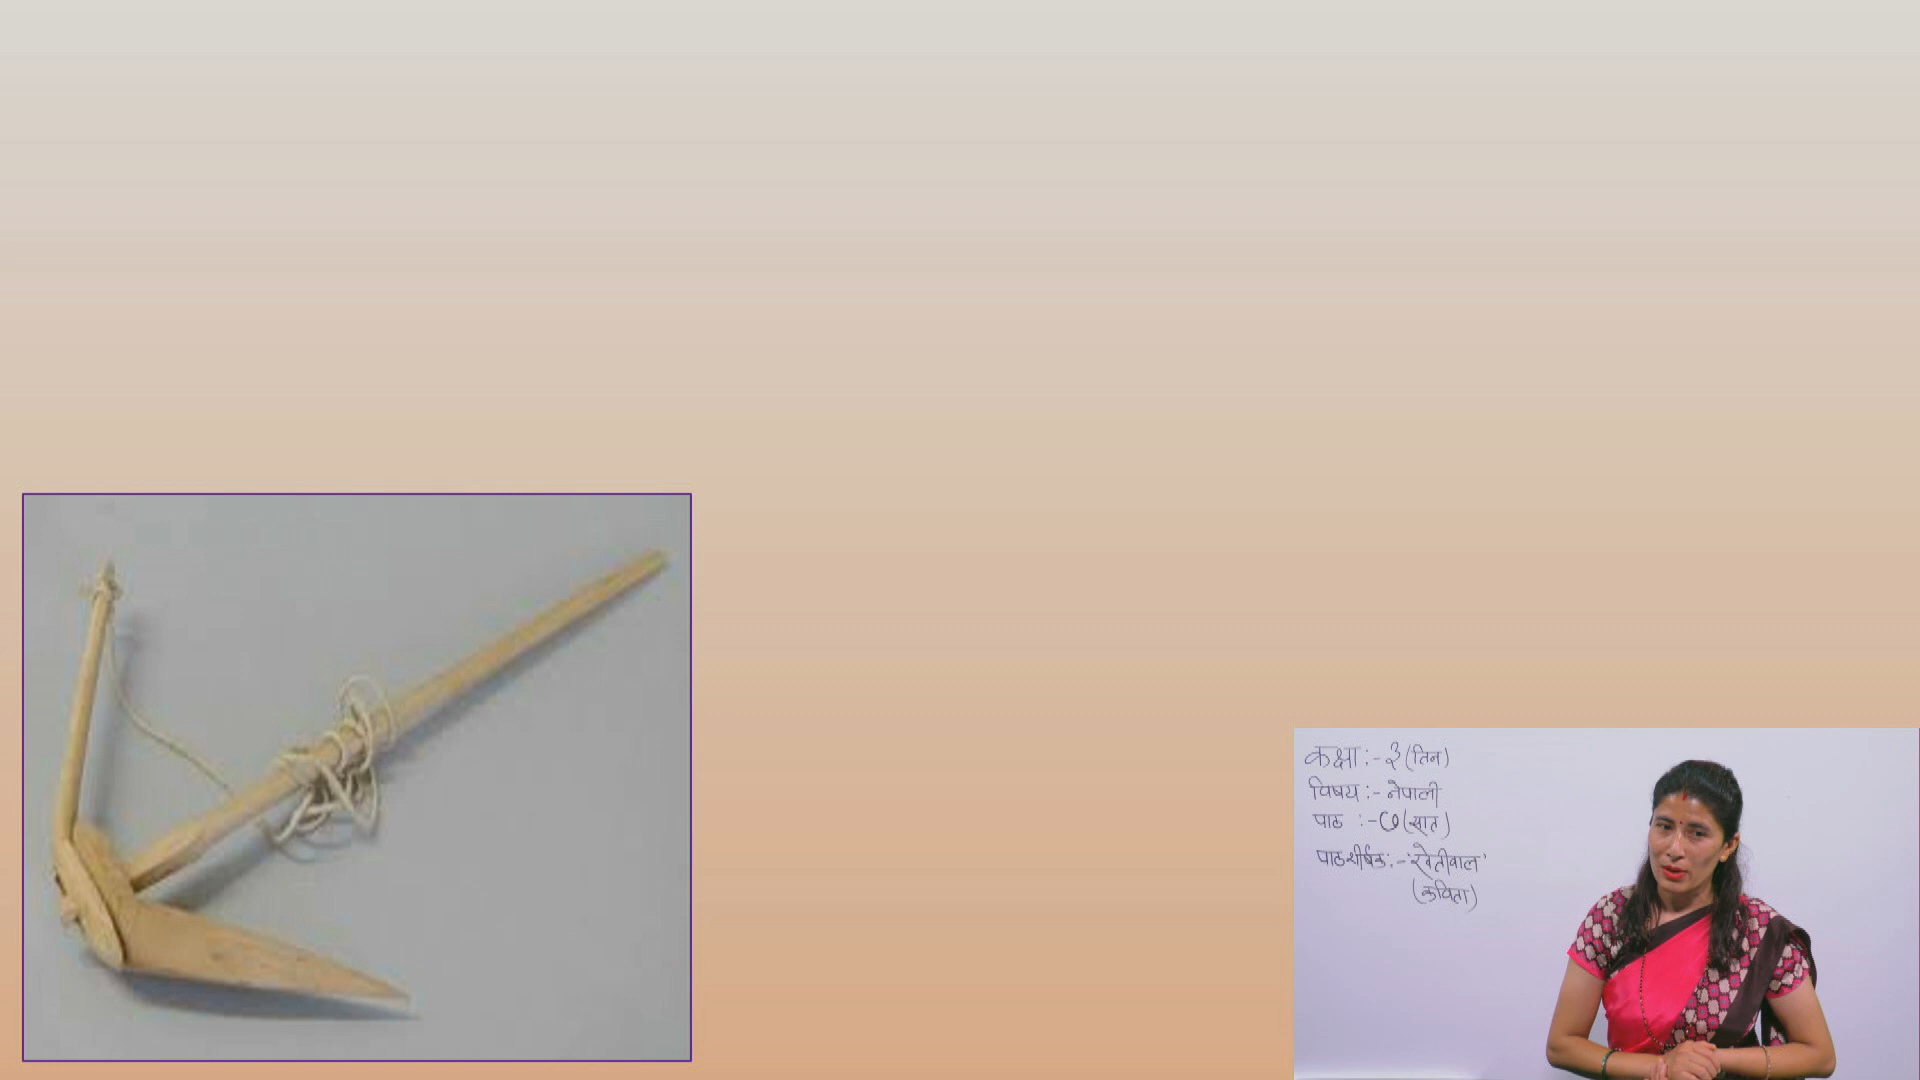 कक्षा :- ३ (तिन)
विषय :- नेपाली
पाठ :- ७ (सात)
पाठशीर्षक :- 'खेतीवाल'
(कविता)